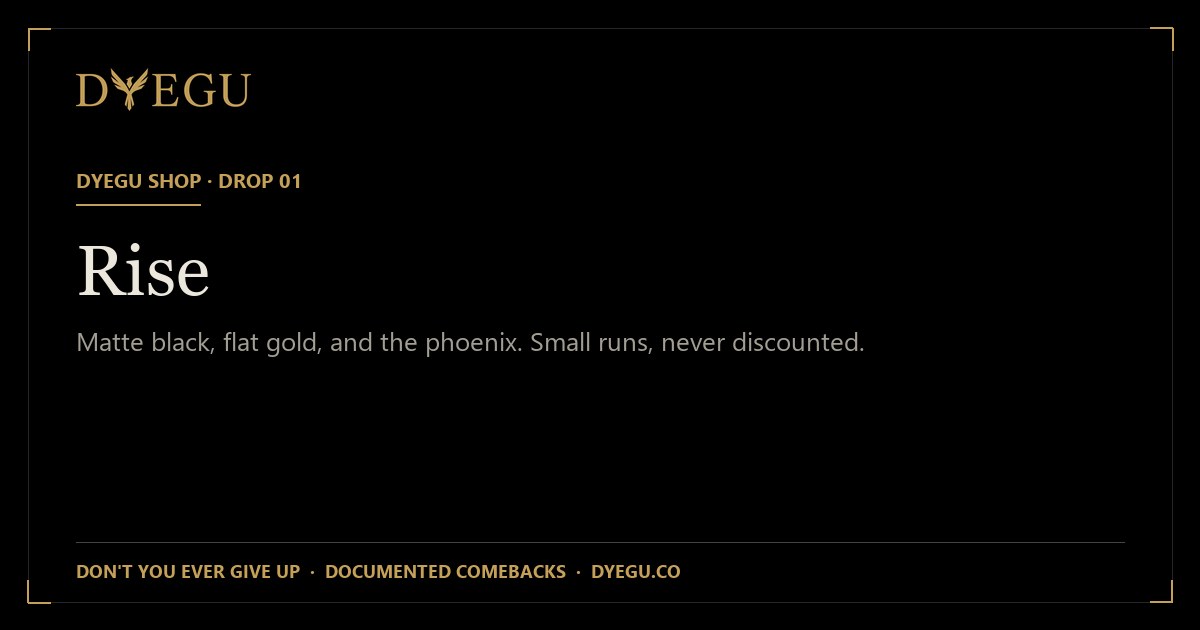 DYEGU
DYEGU SHOP · DROP 01
Rise
Matte black, flat gold, and the phoenix. Small runs, never discounted.
DON'T YOU EVER GIVE UP · DOCUMENTED COMEBACKS · DYEGU.CO